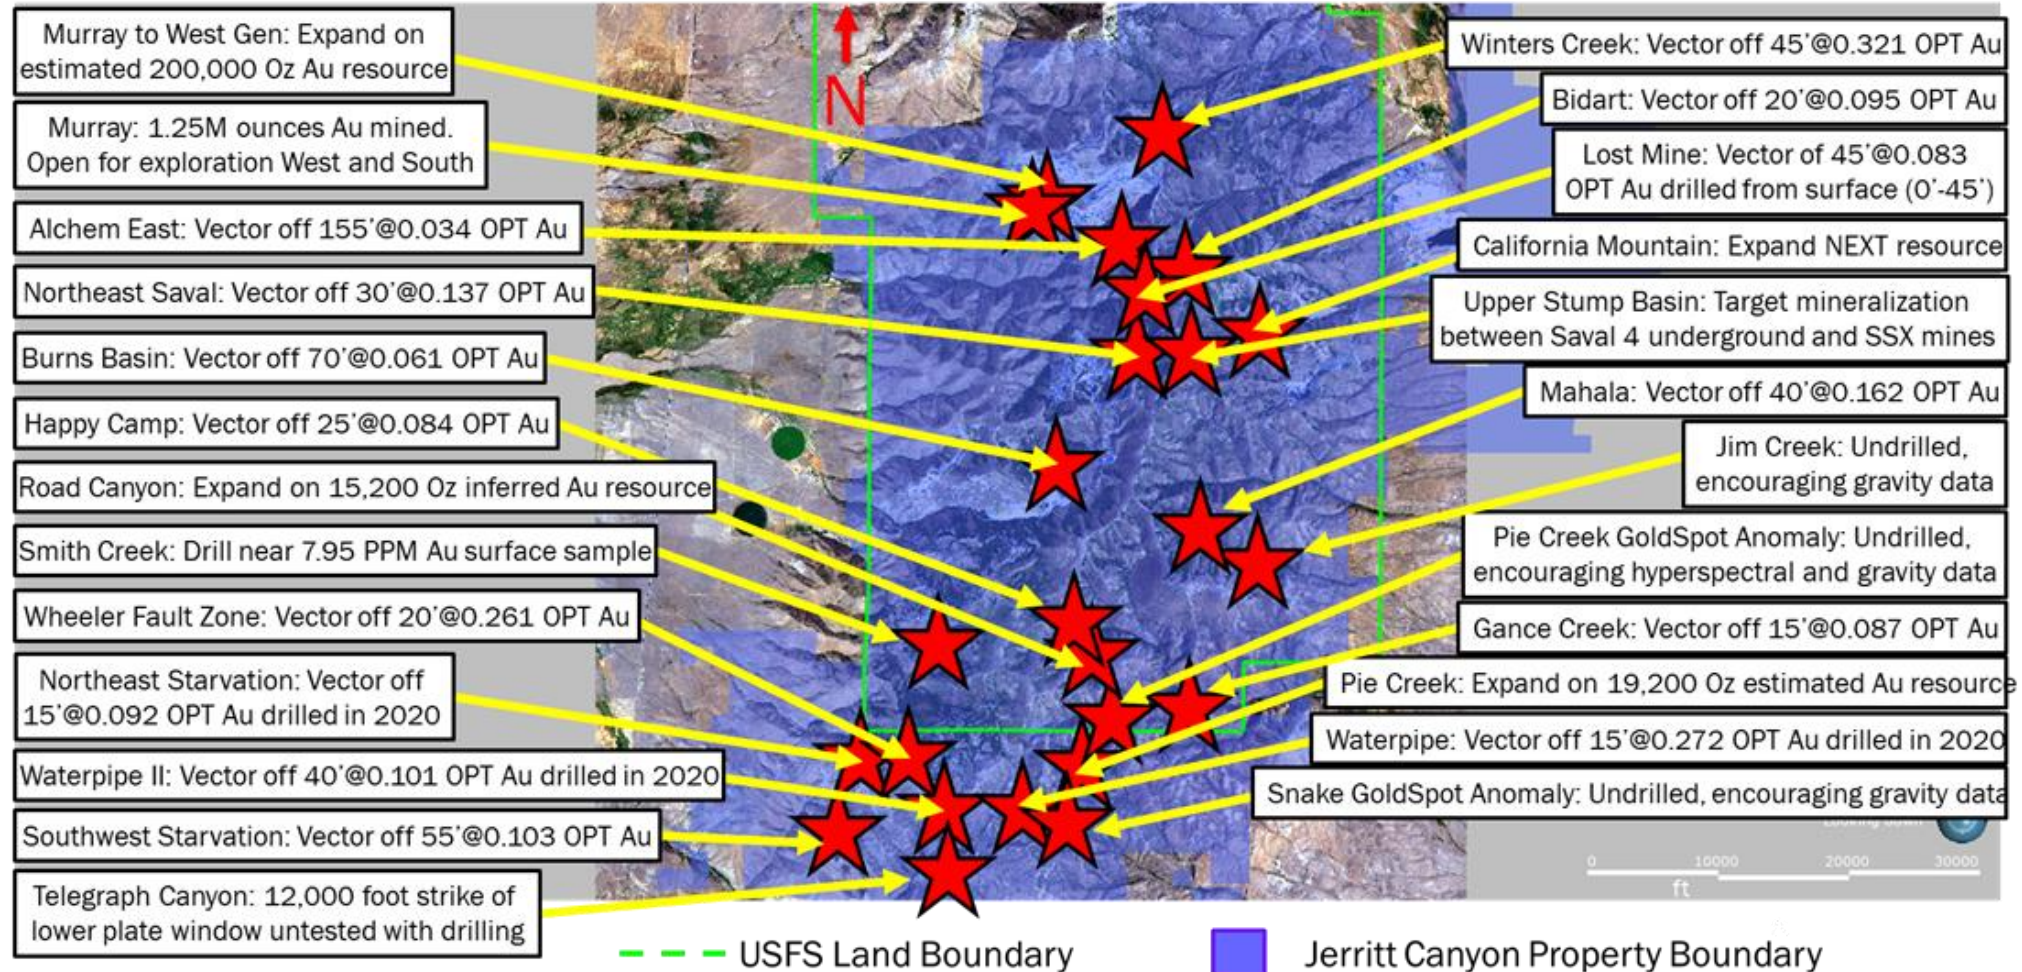 Murray to West Gen: Expand on
estimated 200,000 Oz Au resource
Murray: 1.25M ounces Au mined.
Open for exploration West and South
Alchem East: Vector off 155'@0.034 OPT Au
Northeast Saval: Vector off 30'@0.137 OPT Au
Burns Basin: Vector off 70'@0.061 OPT Au
Happy Camp: Vector off 25'@0.084 OPT Au
Road Canyon: Expand on 15,200 Oz inferred Au resource
Smith Creek: Drill near 7.95 PPM Au surface sample
Wheeler Fault Zone: Vector off 20'@0.261 OPT Au
Northeast Starvation: Vector off
15'@0.092 OPT Au drilled in 2020
Waterpipe II: Vector off 40'@0.101 OPT Au drilled in 2020
Southwest Starvation: Vector off 55'@0.103 OPT Au
Telegraph Canyon: 12,000 foot strike of
lower plate window untested with drilling
N
Winters Creek: Vector off 45'@0.321 OPT Au
Bidart: Vector off 20'@0.095 OPT Au
Lost Mine: Vector of 45'@0.083
OPT Au drilled from surface (0'-45')
California Mountain: Expand NEXT resource
Upper Stump Basin: Target mineralization
between Saval 4 underground and SSX mines
Mahala: Vector off 40'@0.162 OPT Au
Jim Creek: Undrilled,
encouraging gravity data
Pie Creek GoldSpot Anomaly: Undrilled,
encouraging hyperspectral and gravity data
Gance Creek: Vector off 15'@0.087 OPT Au
Pie Creek: Expand on 19,200 Oz estimated Au resource
Waterpipe: Vector off 15'@0.272 OPT Au drilled in 2020
Snake GoldSpot Anomaly: Undrilled, encouraging gravity data
0 10000 20000 30000
ft
USFS Land Boundary
Jerritt Canyon Property Boundary